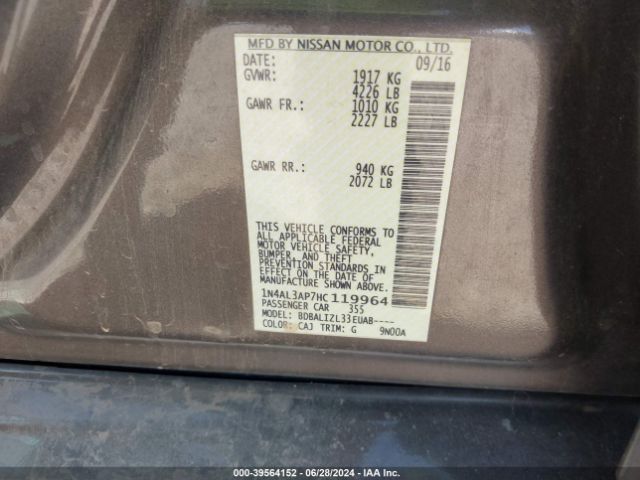 MFD BY NISSAN MOTOR CO., LTD.
DATE: 09/16
GVWR: 1917 KG
4226 LB
GAWR FR.: 1010 KG
2227 LB
GAWR RR.: 940 KG
2072 LB
THIS VEHICLE CONFORMS TO
ALL APPLICABLE FEDERAL
MOTOR VEHICLE SAFETY,
BUMPER, AND THEFT
PREVENTION STANDARDS IN
EFFECT ON THE DATE OF
MANUFACTURE SHOWN ABOVE.
1N4AL3AP7HC119964
PASSENGER CAR 355
MODEL: BDBALIZL33EUAB----
COLOR: CAJ TRIM: G 9N00A
000-39564152 / 06/28/2024 / IAA Inc.